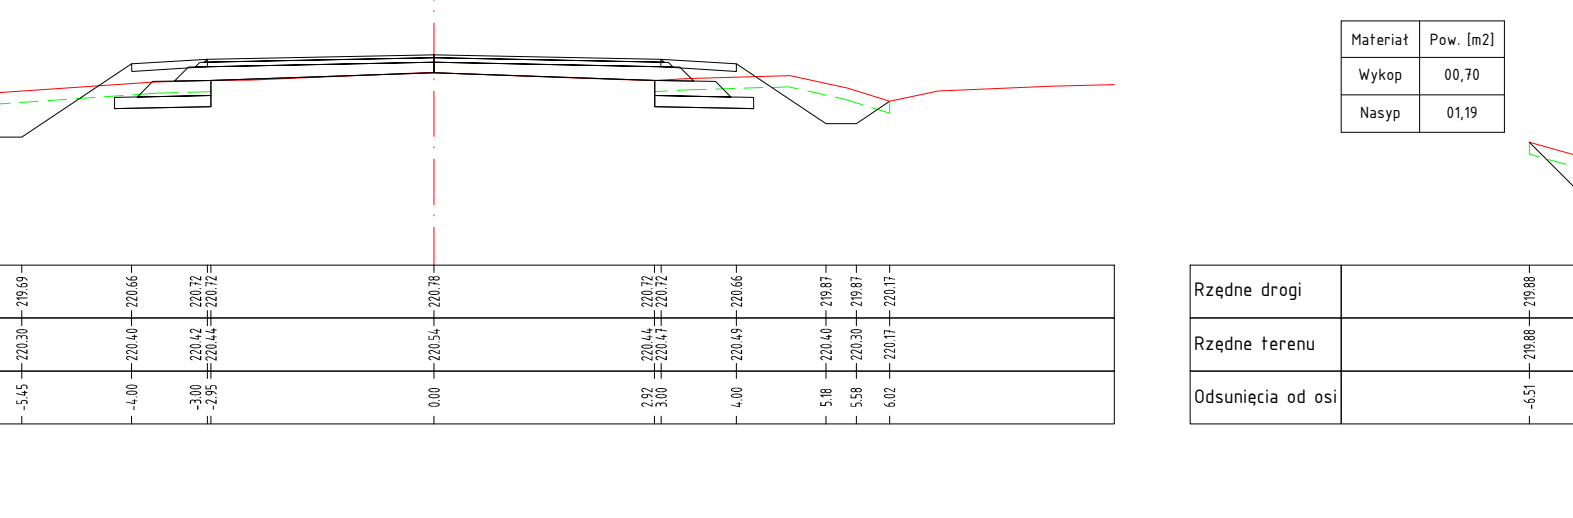 Materiał Pow. [m2]
Wykop 00,70
Nasyp 01,19
219.69 220.66 220.72 220.72 220.78 220.72 220.72 220.66 219.87 219.87 220.17
220.30 220.40 220.42 220.44 220.54 220.44 220.47 220.49 220.40 220.30 220.17
-5.45 -4.00 -3.00 -2.95 0.00 2.92 3.00 4.00 5.18 5.58 6.02
Rzędne drogi 219.88
Rzędne terenu 219.88
Odsunięcia od osi -6.51